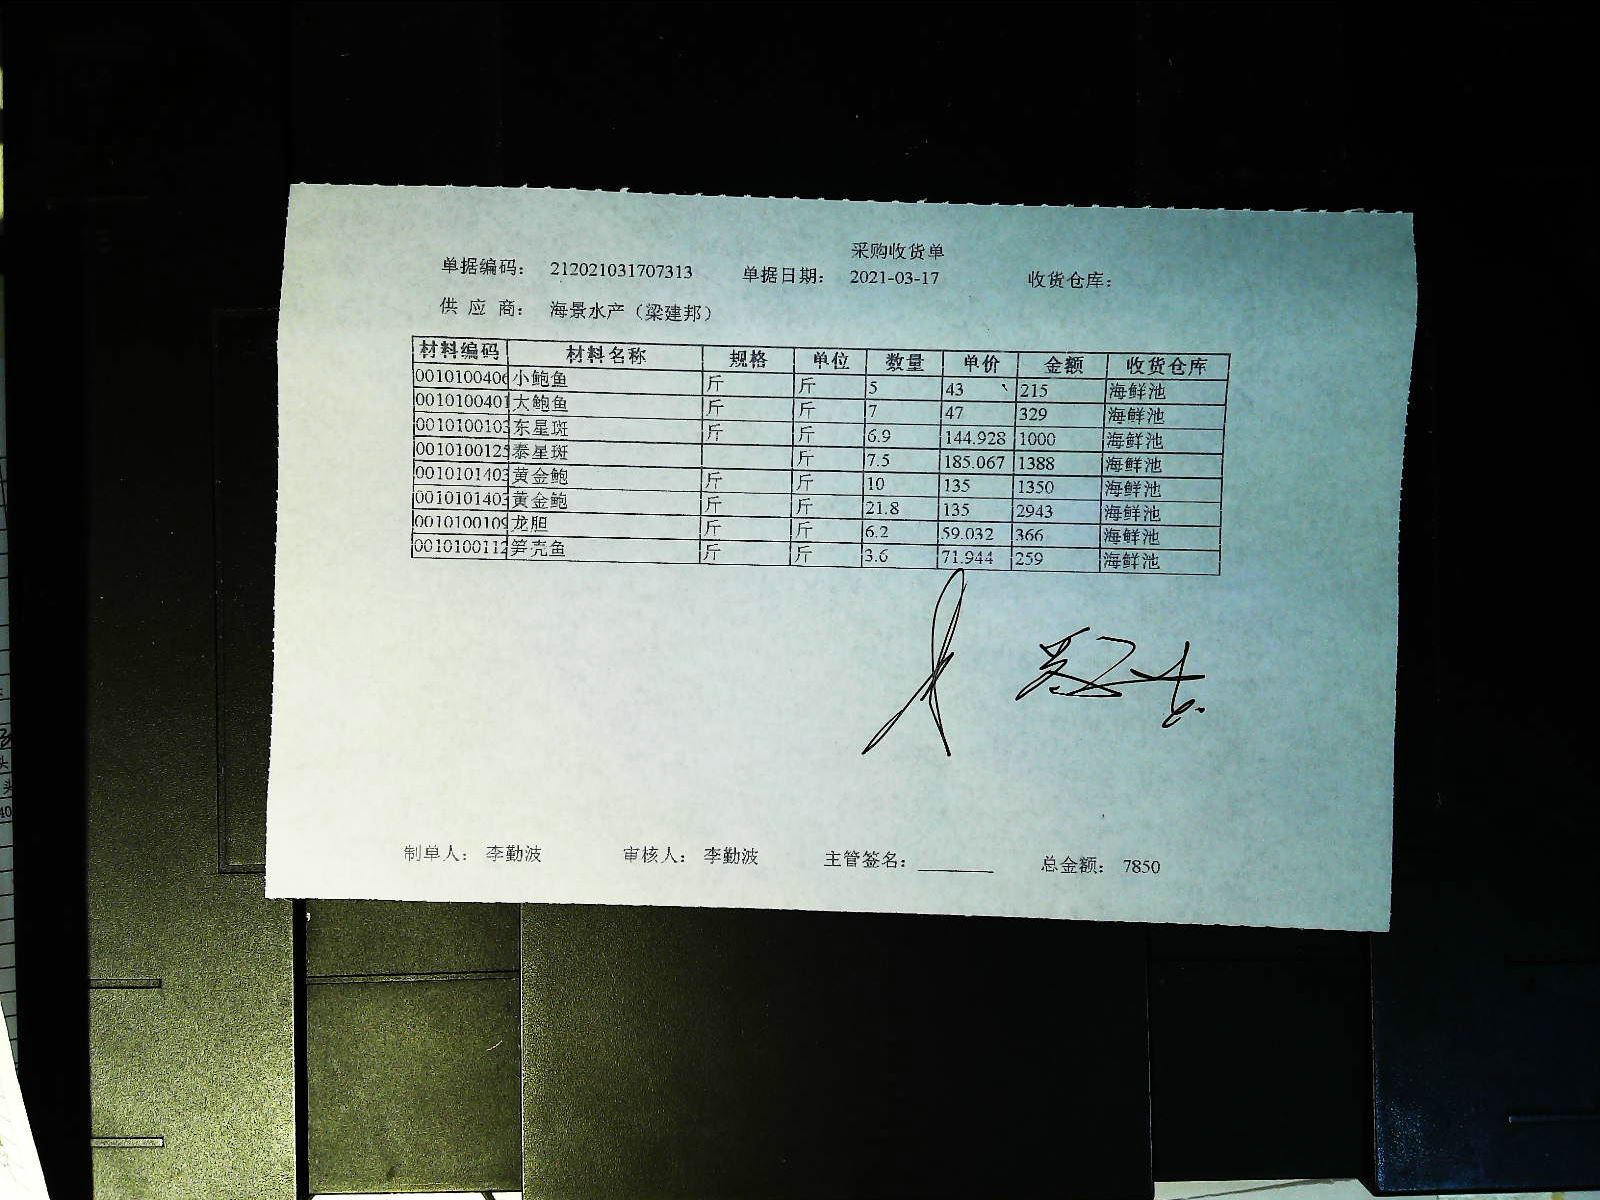 采购收货单
单据编码: 212021031707313 单据日期: 2021-03-17 收货仓库:
供 应 商: 海景水产（梁建邦）
材料编码 材料名称 规格 单位 数量 单价 金额 收货仓库
0010100406 小鲍鱼 斤 斤 5 43 215 海鲜池
0010100401 大鲍鱼 斤 斤 7 47 329 海鲜池
0010100103 东星斑 斤 斤 6.9 144.928 1000 海鲜池
0010100125 泰星斑 斤 7.5 185.067 1388 海鲜池
0010101403 黄金鲍 斤 斤 10 135 1350 海鲜池
0010101403 黄金鲍 斤 斤 21.8 135 2943 海鲜池
0010100109 龙胆 斤 斤 6.2 59.032 366 海鲜池
0010100112 笋壳鱼 斤 斤 3.6 71.944 259 海鲜池
制单人: 李勤波 审核人: 李勤波 主管签名: 总金额: 7850